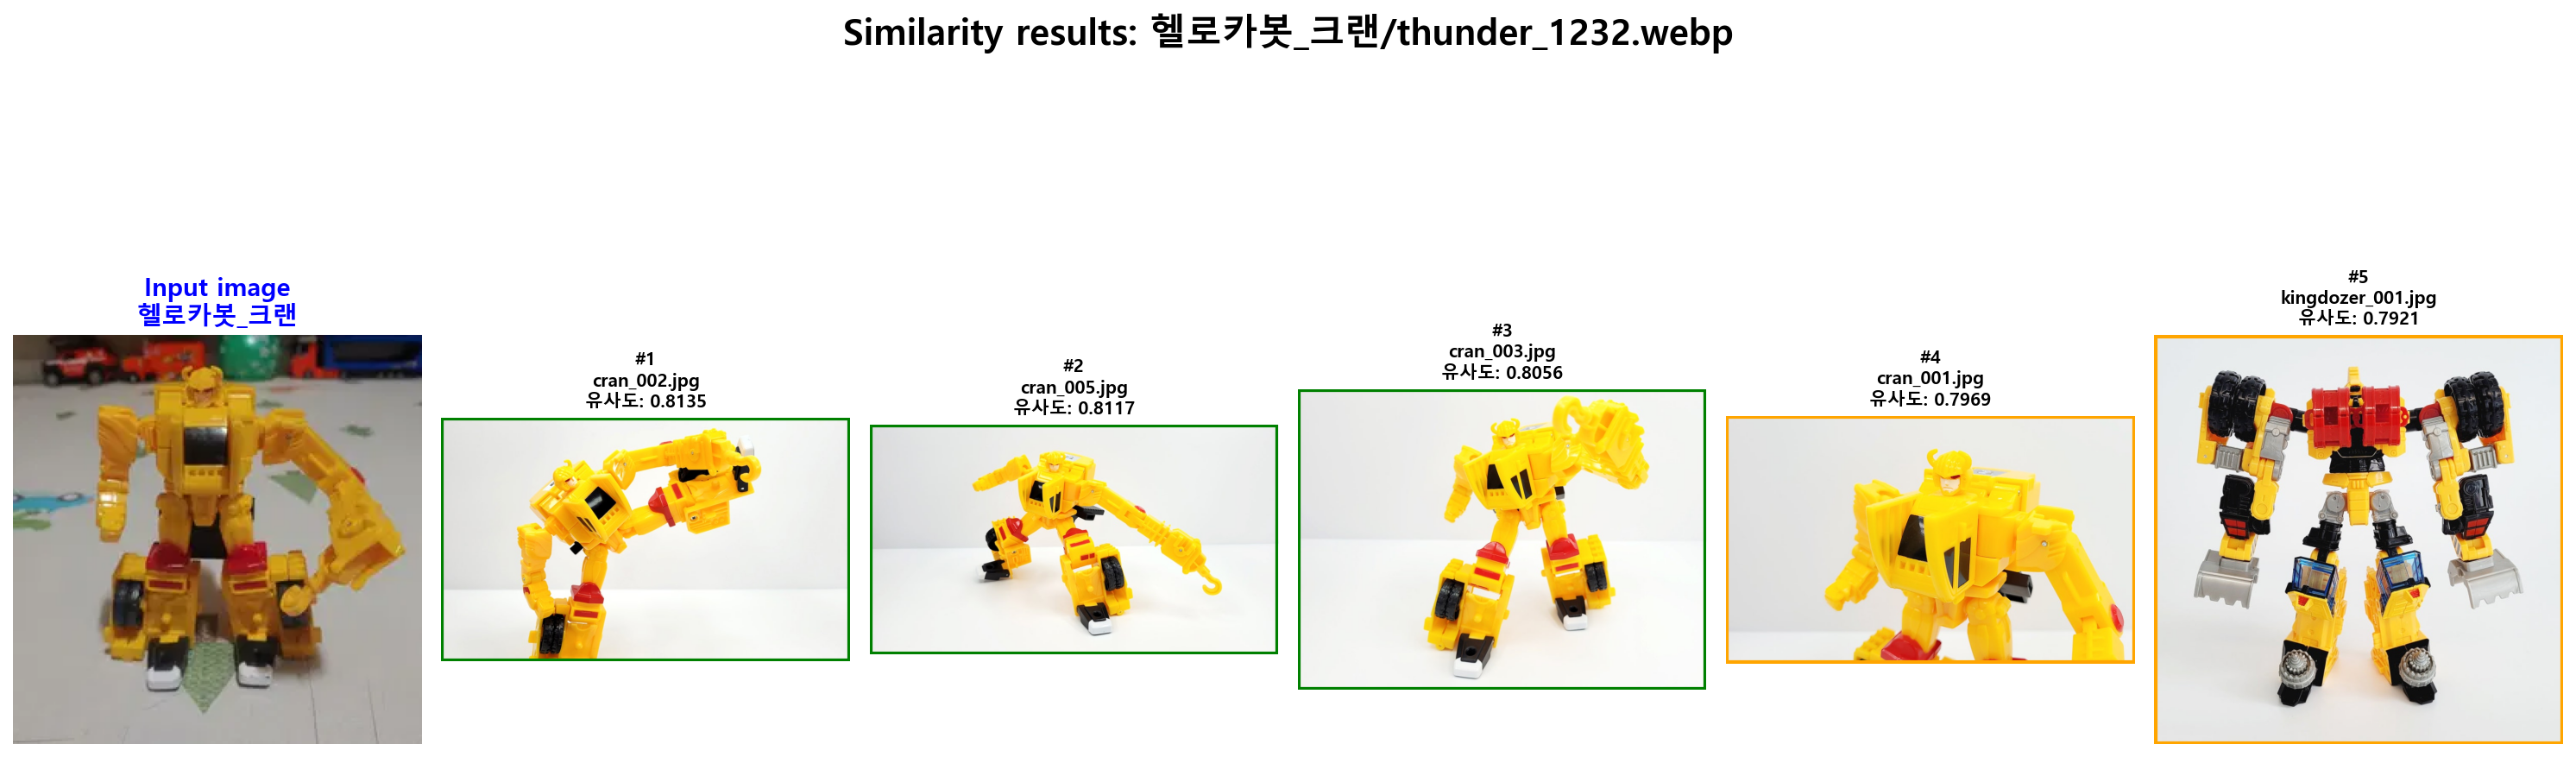 Similarity results: 헬로카봇_크랜/thunder_1232.webp
Input image
헬로카봇_크랜
#1
cran_002.jpg
유사도: 0.8135
#2
cran_005.jpg
유사도: 0.8117
#3
cran_003.jpg
유사도: 0.8056
#4
cran_001.jpg
유사도: 0.7969
#5
kingdozer_001.jpg
유사도: 0.7921